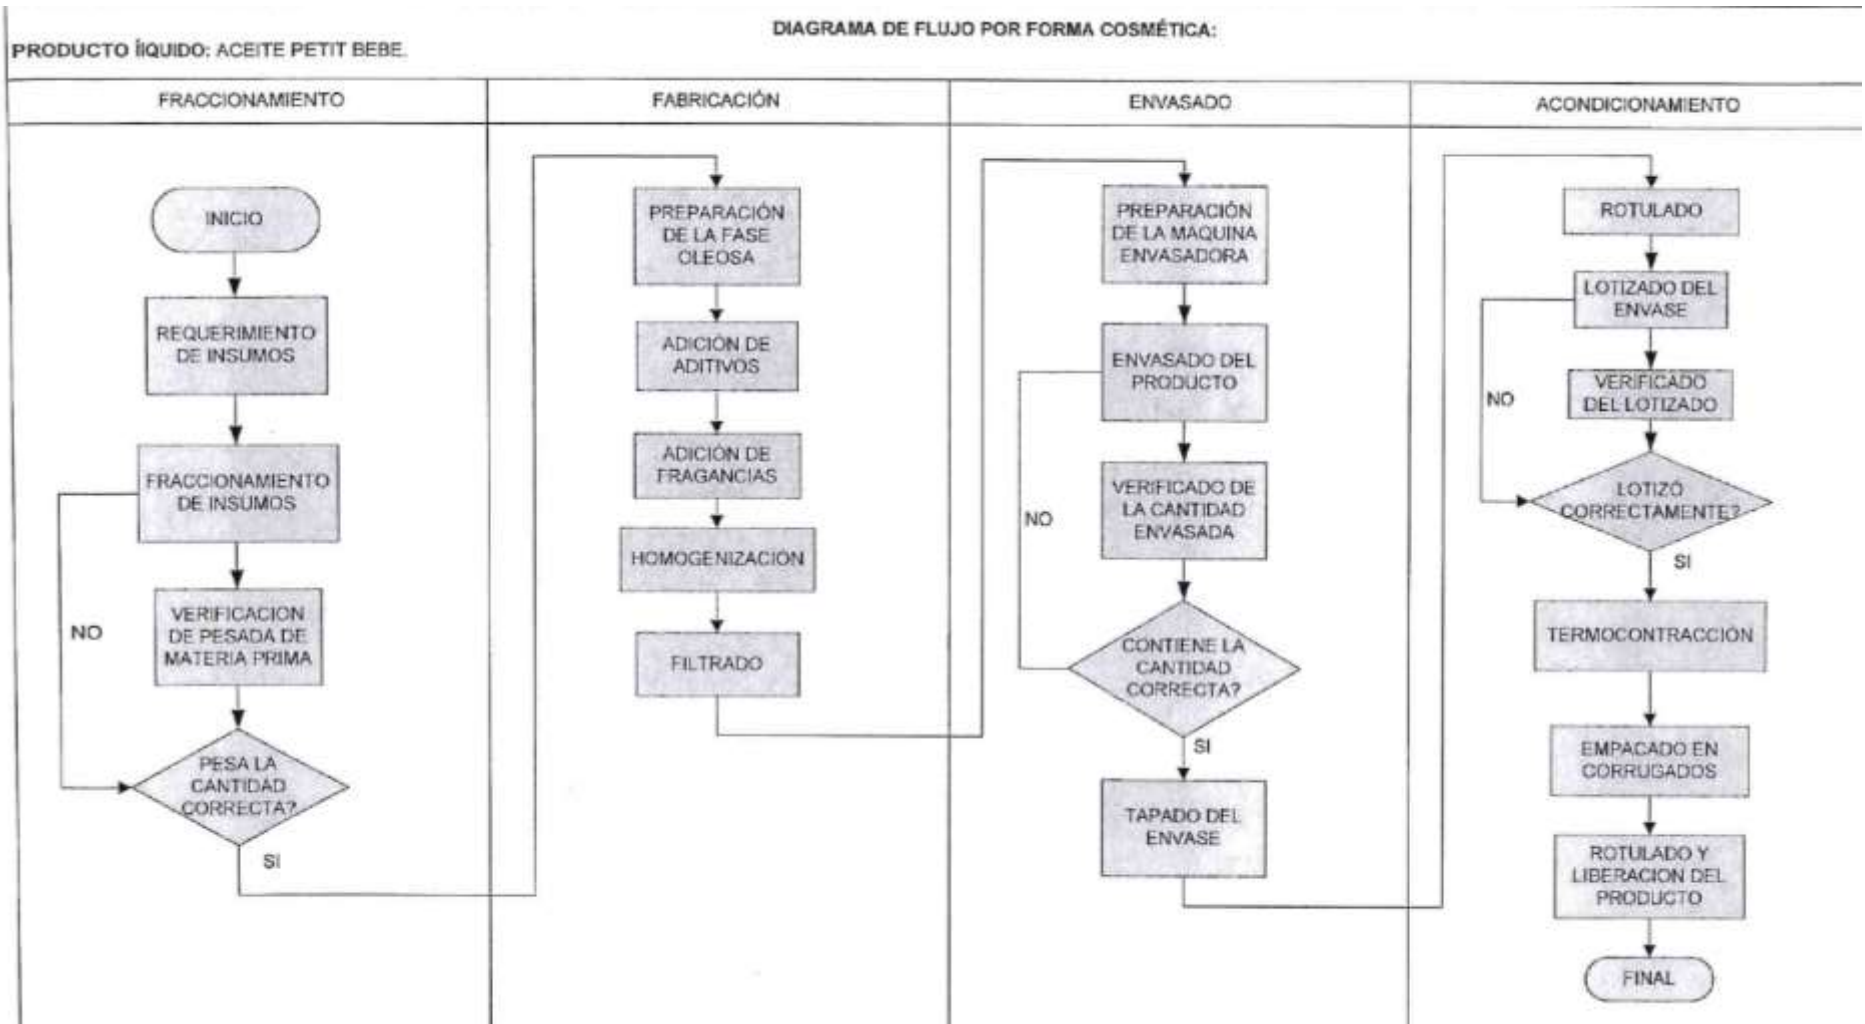 DIAGRAMA DE FLUJO POR FORMA COSMÉTICA:
PRODUCTO ÍIQUIDO: ACEITE PETIT BEBE.
FRACCIONAMIENTO
INICIO
REQUERIMIENTO
DE INSUMOS
FRACCIONAMIENTO
DE INSUMOS
NO
VERIFICACION
DE PESADA DE
MATERIA PRIMA
PESA LA
CANTIDAD
CORRECTA?
SI
FABRICACIÓN
PREPARACIÓN
DE LA FASE
OLEOSA
ADICIÓN DE
ADITIVOS
ADICIÓN DE
FRAGANCIAS
HOMOGENIZACIÓN
FILTRADO
ENVASADO
PREPARACIÓN
DE LA MAQUINA
ENVASADORA
ENVASADO DEL
PRODUCTO
VERIFICADO DE
LA CANTIDAD
ENVASADA
NO
CONTIENE LA
CANTIDAD
CORRECTA?
SI
TAPADO DEL
ENVASE
ACONDICIONAMIENTO
ROTULADO
LOTIZADO DEL
ENVASE
VERIFICADO
DEL LOTIZADO
NO
LOTIZÓ
CORRECTAMENTE?
SI
TERMOCONTRACCIÓN
EMPACADO EN
CORRUGADOS
ROTULADO Y
LIBERACION DEL
PRODUCTO
FINAL